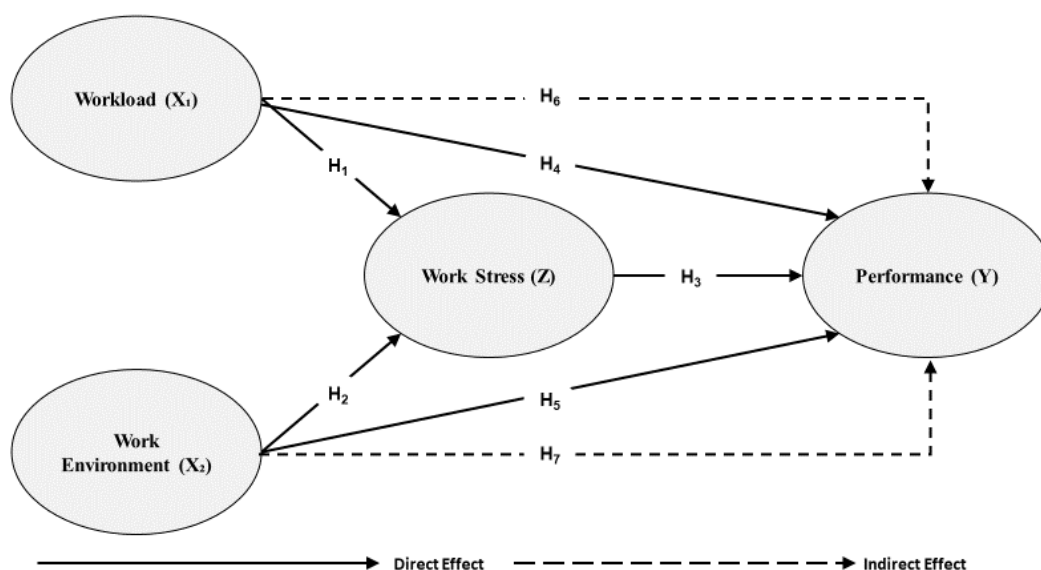 Workload (X₁)
H₆
H₄
H₁
Work Stress (Z)
H₃
Performance (Y)
H₂
H₅
Work
Environment (X₂)
H₇
Direct Effect
Indirect Effect